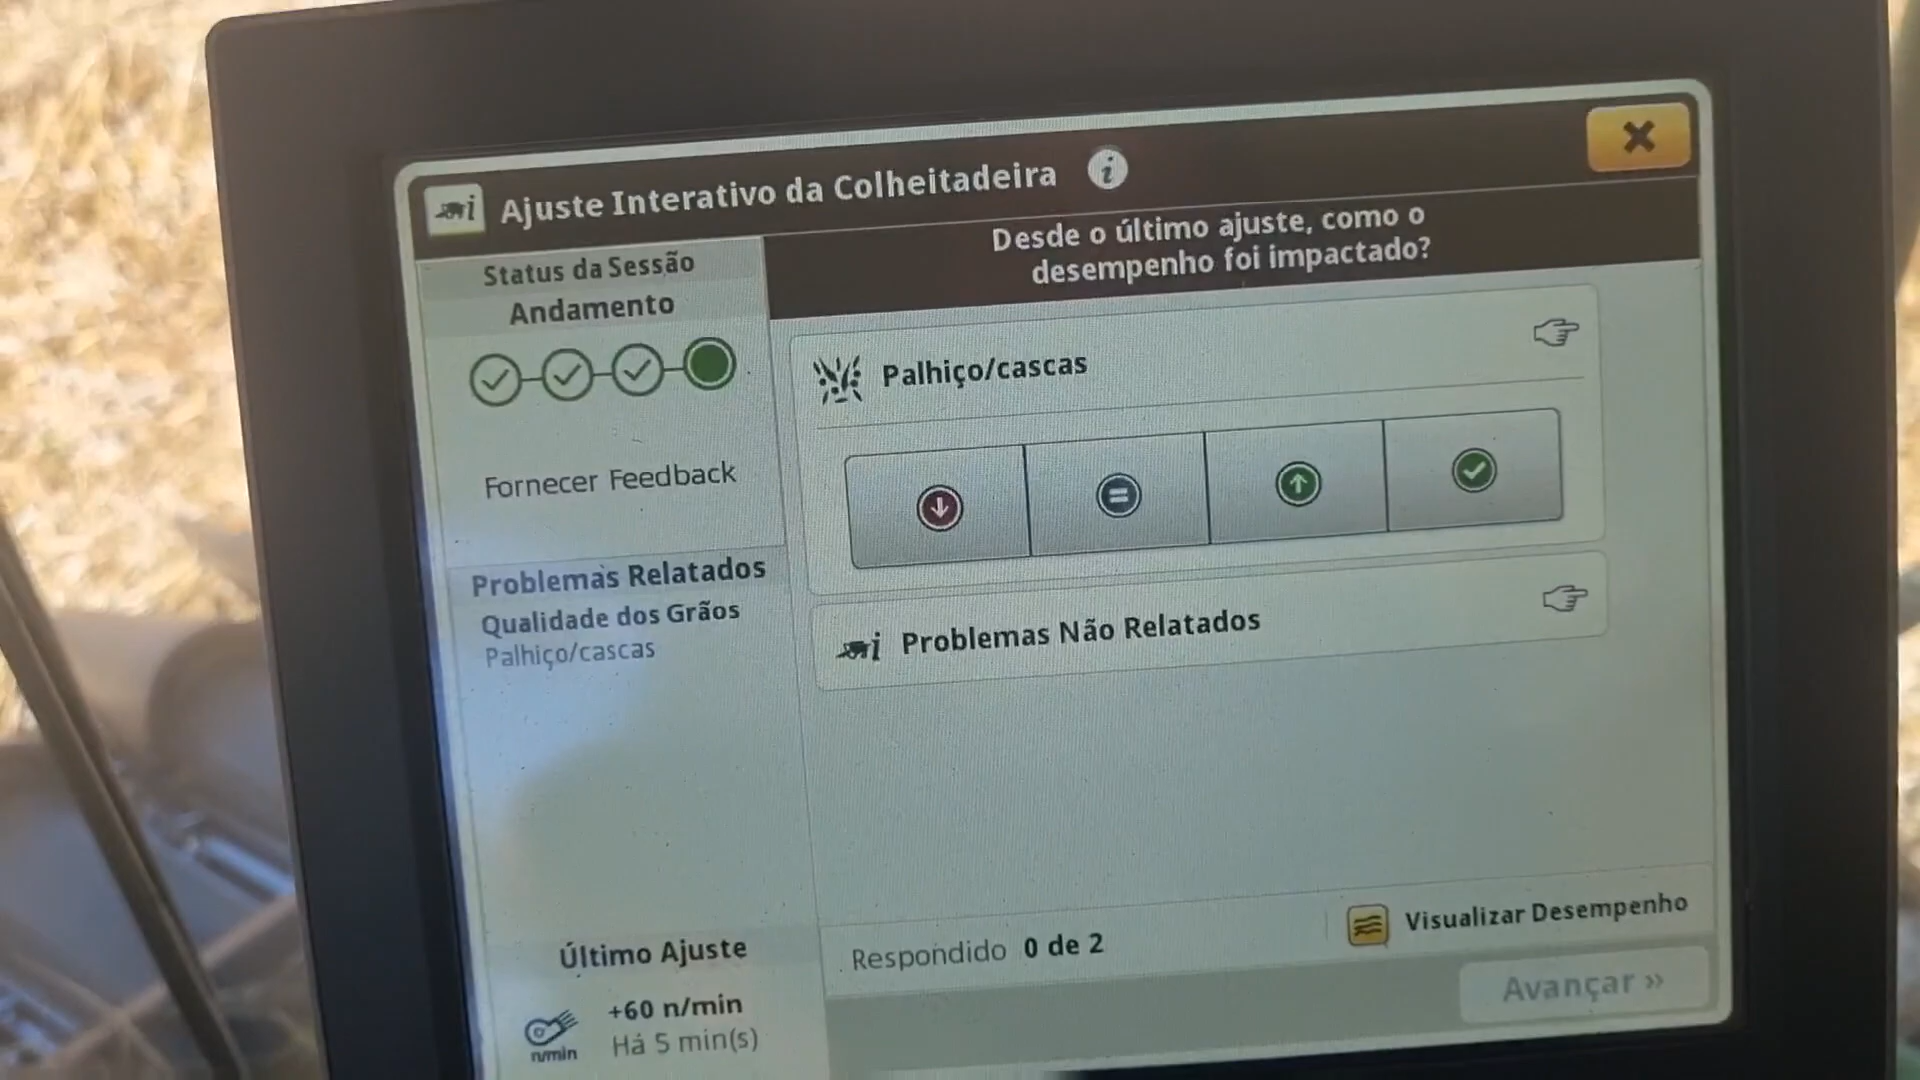 Ajuste Interativo da Colheitadeira i
Desde o último ajuste, como o
desempenho foi impactado?
Status da Sessão
Andamento
Fornecer Feedback
Problemas Relatados
Qualidade dos Grãos
Palhiço/cascas
Último Ajuste
+60 n/min
Há 5 min(s)
n/min
Palhiço/cascas
i Problemas Não Relatados
Respondido 0 de 2
Visualizar Desempenho
Avançar »